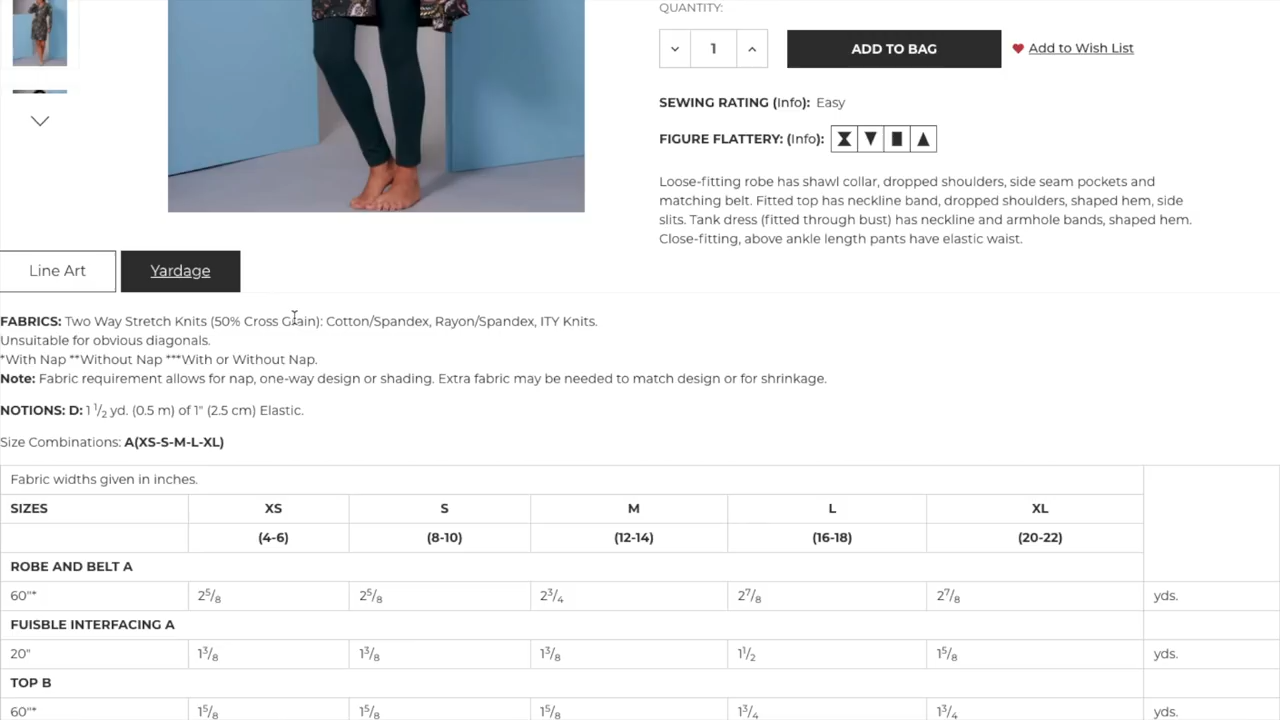 QUANTITY:
1
ADD TO BAG
Add to Wish List
SEWING RATING (Info): Easy
FIGURE FLATTERY: (Info):
Loose-fitting robe has shawl collar, dropped shoulders, side seam pockets and
matching belt. Fitted top has neckline band, dropped shoulders, shaped hem, side
slits. Tank dress (fitted through bust) has neckline and armhole bands, shaped hem.
Close-fitting, above ankle length pants have elastic waist.
Line Art
Yardage
FABRICS: Two Way Stretch Knits (50% Cross Grain): Cotton/Spandex, Rayon/Spandex, ITY Knits.
Unsuitable for obvious diagonals.
*With Nap **Without Nap ***With or Without Nap.
Note: Fabric requirement allows for nap, one-way design or shading. Extra fabric may be needed to match design or for shrinkage.
NOTIONS: D: 1 1/2 yd. (0.5 m) of 1" (2.5 cm) Elastic.
Size Combinations: A(XS-S-M-L-XL)
Fabric widths given in inches.
SIZES XS S M L XL
(4-6) (8-10) (12-14) (16-18) (20-22)
ROBE AND BELT A
60"* 2 5/8 2 5/8 2 3/4 2 7/8 2 7/8 yds.
FUISBLE INTERFACING A
20" 1 3/8 1 3/8 1 3/8 1 1/2 1 5/8 yds.
TOP B
60"* 1 5/8 1 5/8 1 5/8 1 3/4 1 3/4 yds.